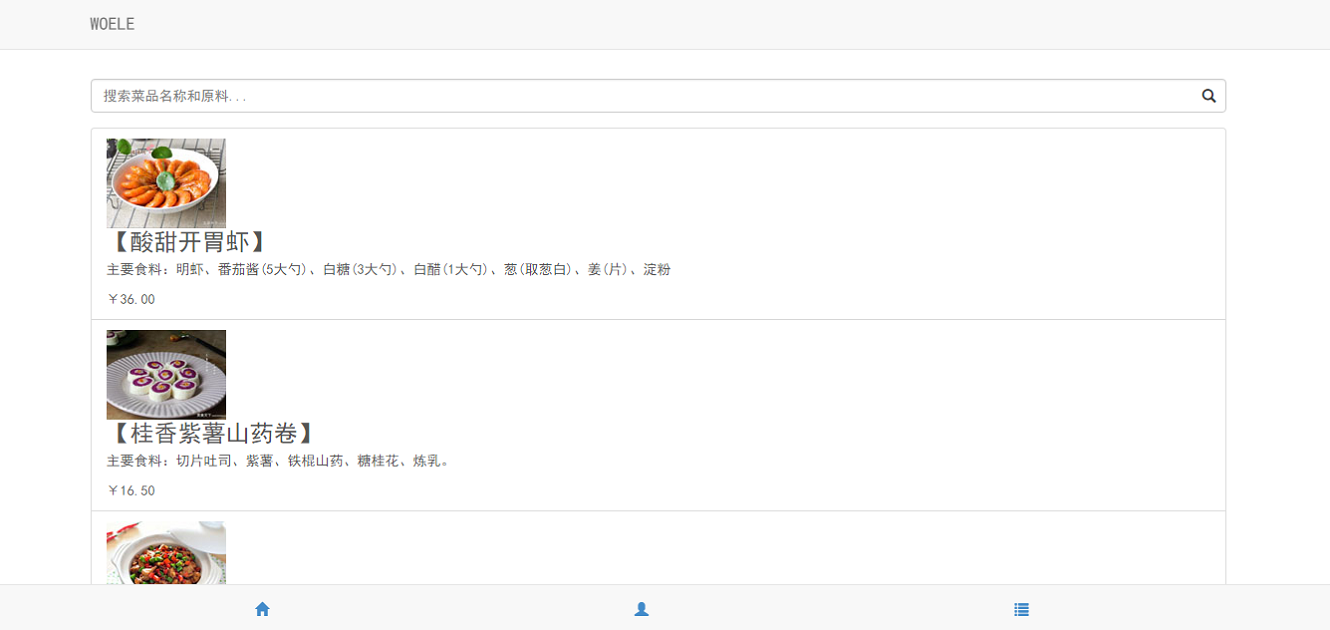 WOELE
搜索菜品名称和原料...
【酸甜开胃虾】
主要食料：明虾、番茄酱(5大勺)、白糖(3大勺)、白醋(1大勺)、葱(取葱白)、姜(片)、淀粉
￥36.00
【桂香紫薯山药卷】
主要食料：切片吐司、紫薯、铁棍山药、糖桂花、炼乳。
￥16.50